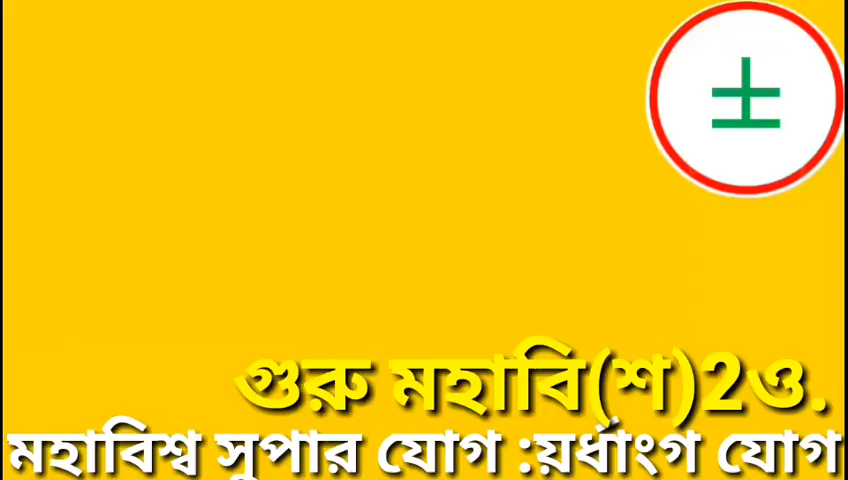 ±
গুরু মহাবি(শ)2ও.
মহাবিশ্ব সুপার যোগ :য়র্ধাংগ যোগ